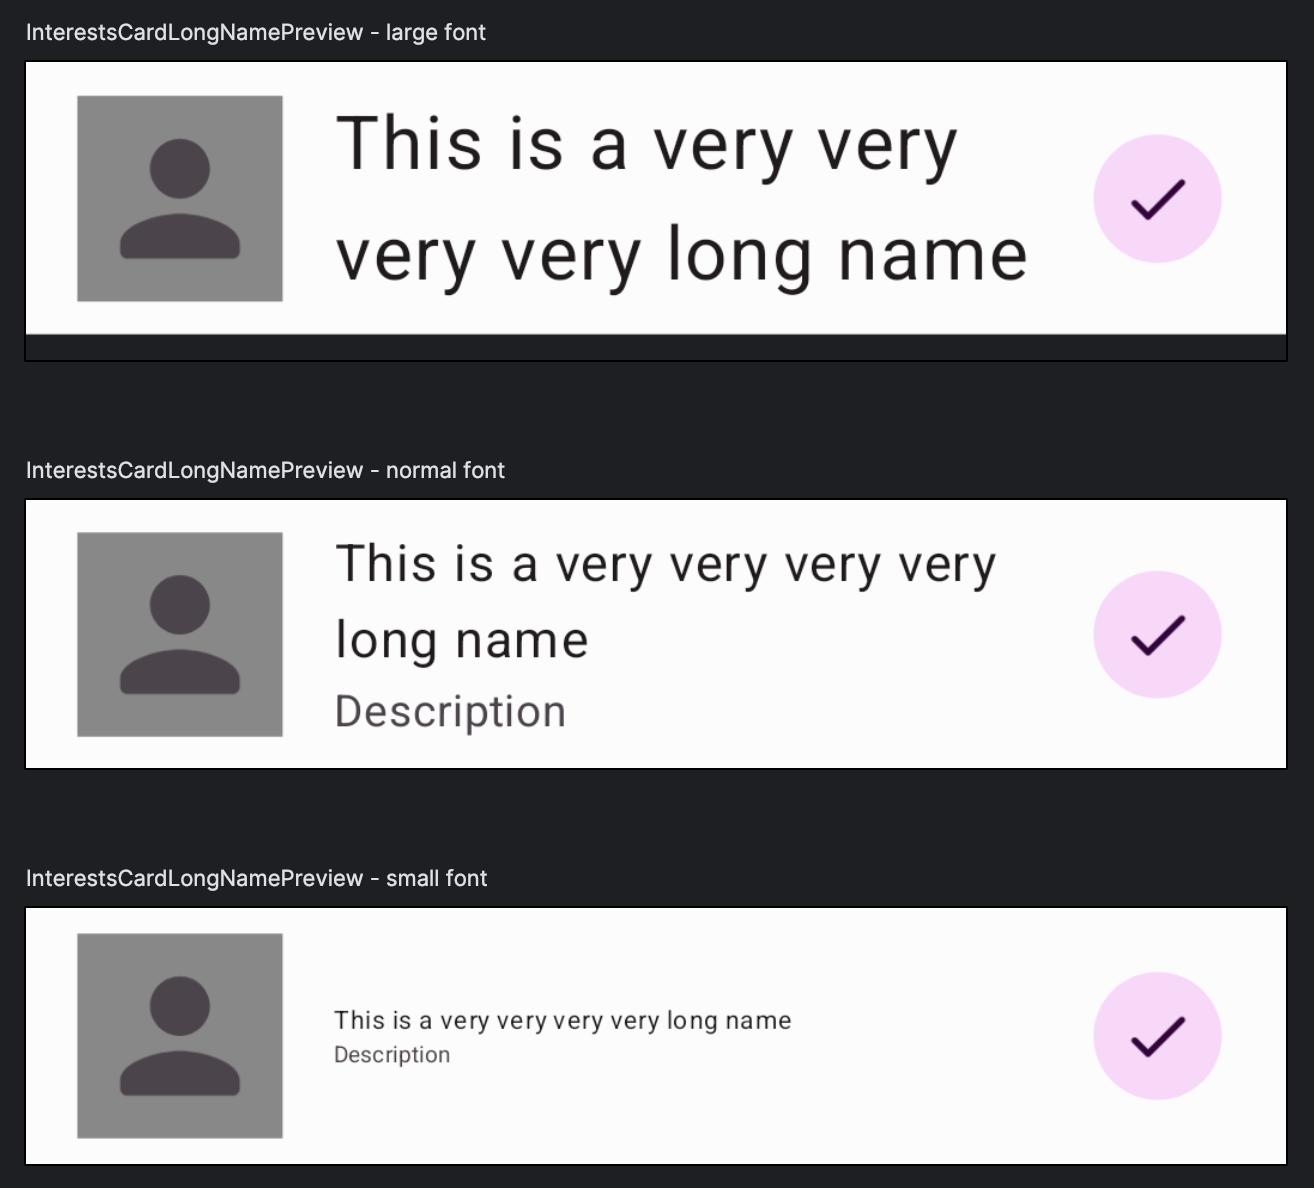 InterestsCardLongNamePreview - large font
This is a very very
very very long name
InterestsCardLongNamePreview - normal font
This is a very very very very
long name
Description
InterestsCardLongNamePreview - small font
This is a very very very very long name
Description